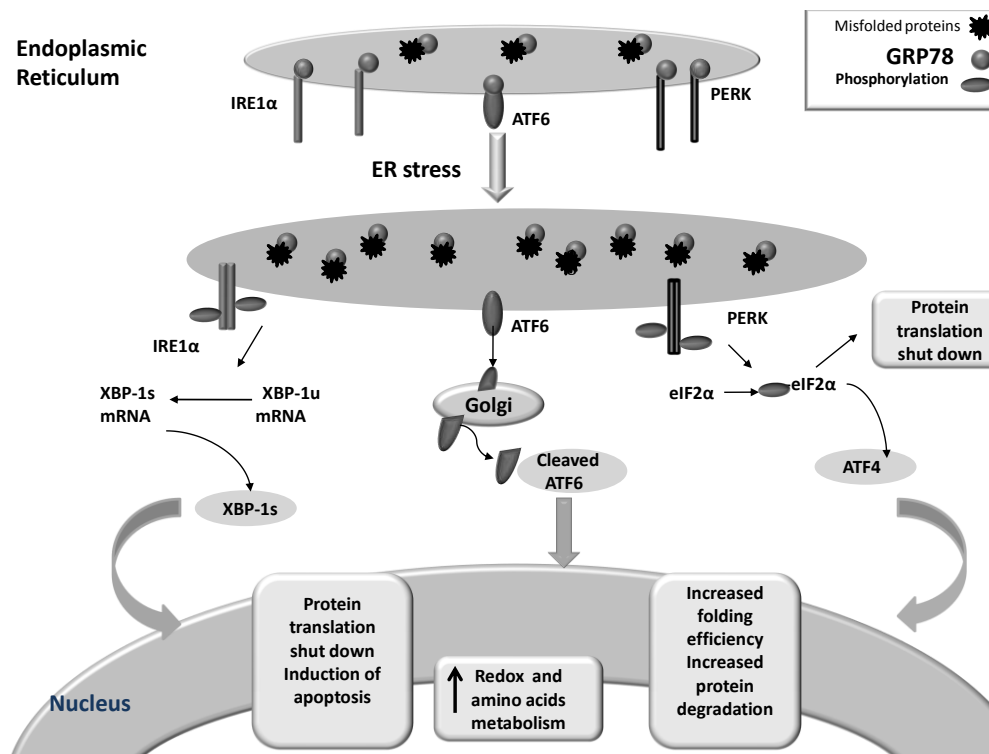 Endoplasmic
Reticulum
Misfolded proteins
GRP78
Phosphorylation
IRE1α
ATF6
PERK
ER stress
IRE1α
ATF6
PERK
Protein
translation
shut down
XBP-1s
mRNA
XBP-1u
mRNA
Golgi
eIF2α
eIF2α
Cleaved
ATF6
ATF4
XBP-1s
Protein
translation
shut down
Induction of
apoptosis
Redox and
amino acids
metabolism
Increased
folding
efficiency
Increased
protein
degradation
Nucleus